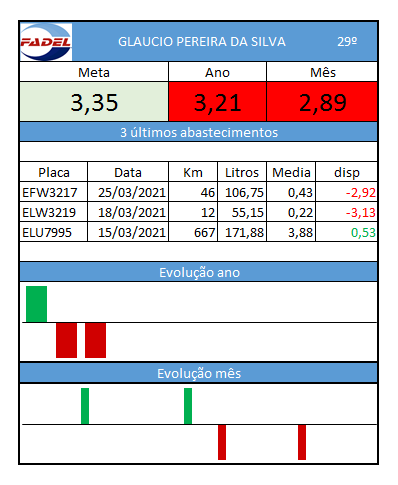 FADEL GLAUCIO PEREIRA DA SILVA 29º
Meta Ano Mês
3,35 3,21 2,89
3 últimos abastecimentos
Placa Data Km Litros Media disp
EFW3217 25/03/2021 46 106,75 0,43 -2,92
ELW3219 18/03/2021 12 55,15 0,22 -3,13
ELU7995 15/03/2021 667 171,88 3,88 0,53
Evolução ano
Evolução mês